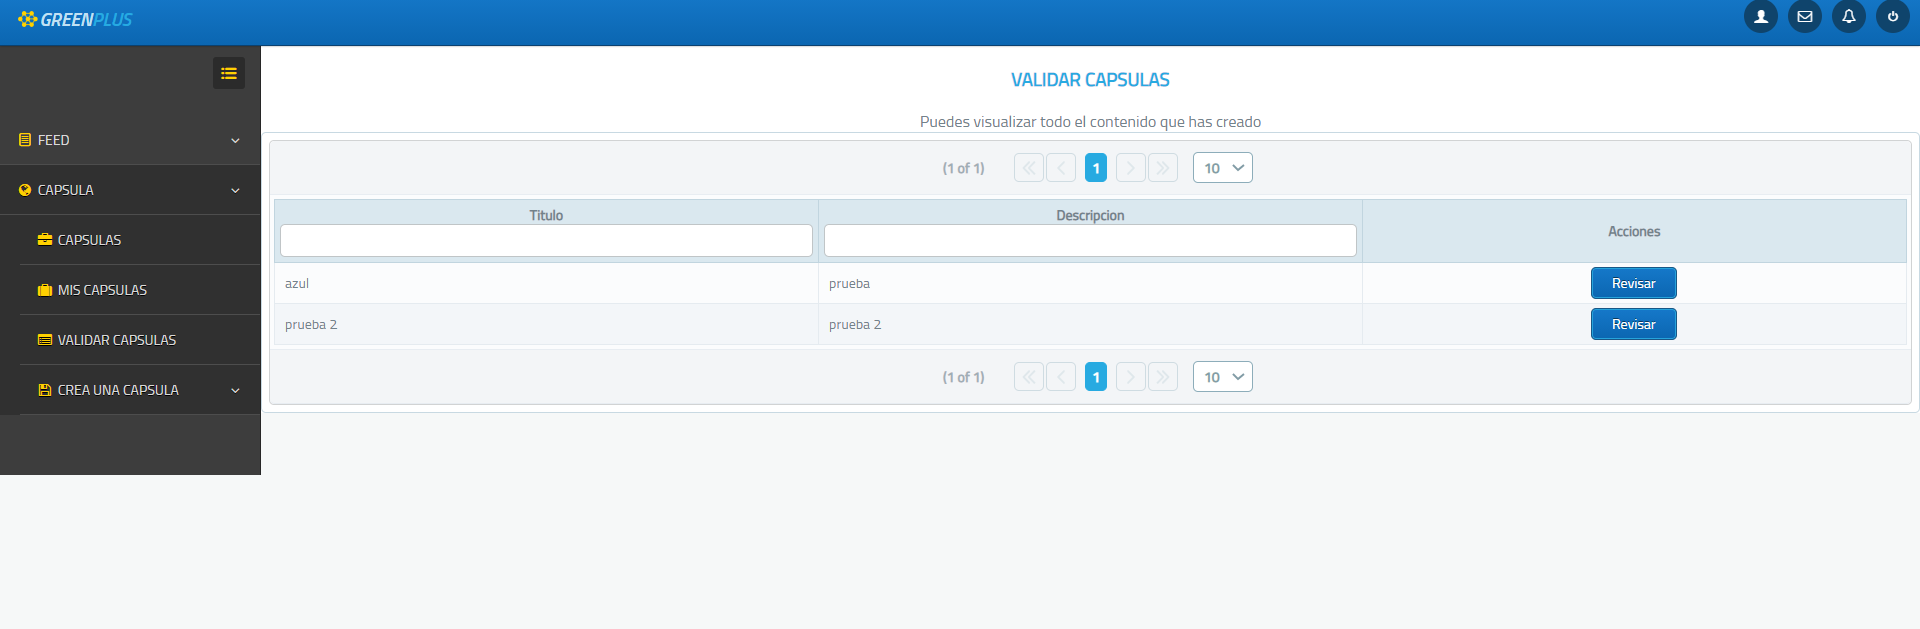 GREENPLUS
FEED
CAPSULA
CAPSULAS
MIS CAPSULAS
VALIDAR CAPSULAS
CREA UNA CAPSULA
VALIDAR CAPSULAS
Puedes visualizar todo el contenido que has creado
(1 of 1) 1 10
Titulo Descripcion Acciones
azul prueba Revisar
prueba 2 prueba 2 Revisar
(1 of 1) 1 10